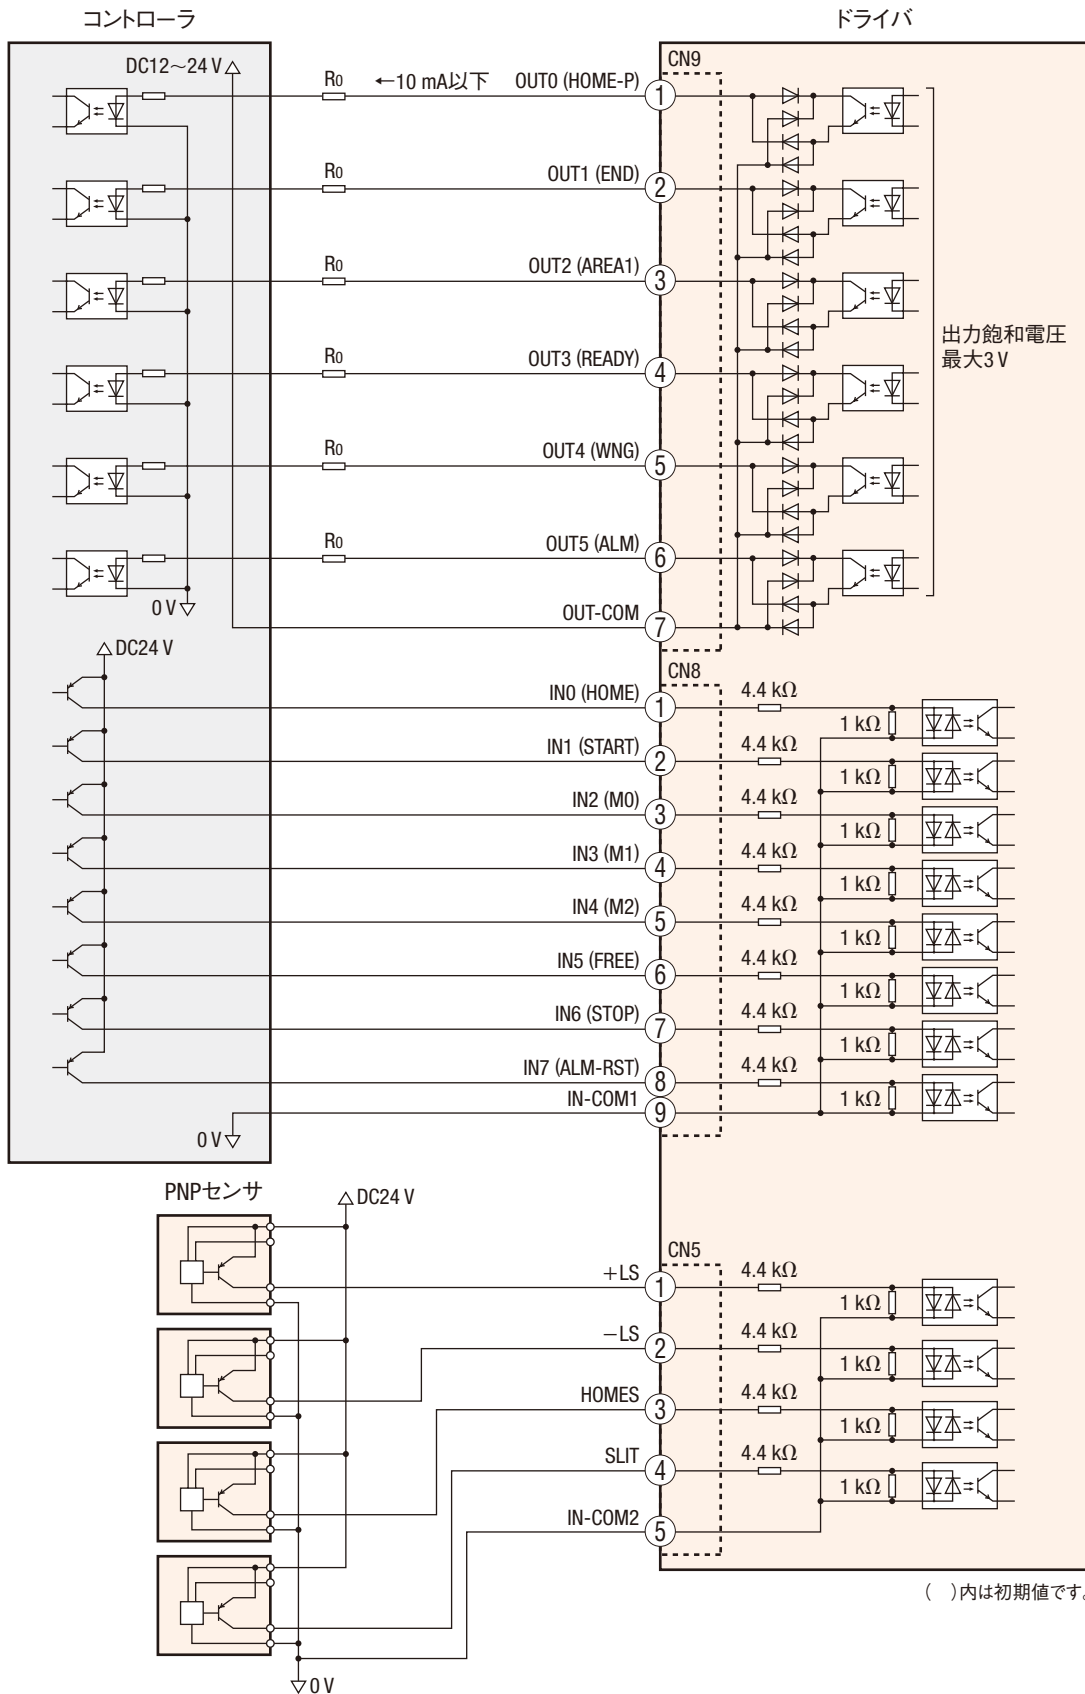 コントローラ
ドライバ
DC12～24 V
R0
←10 mA以下
OUT0 (HOME-P)
CN9
1
R0
OUT1 (END)
2
R0
OUT2 (AREA1)
3
出力飽和電圧
最大3 V
R0
OUT3 (READY)
4
R0
OUT4 (WNG)
5
R0
OUT5 (ALM)
6
0 V
OUT-COM
7
DC24 V
CN8
IN0 (HOME)
1
4.4 kΩ
1 kΩ
IN1 (START)
2
4.4 kΩ
1 kΩ
IN2 (M0)
3
4.4 kΩ
1 kΩ
IN3 (M1)
4
4.4 kΩ
1 kΩ
IN4 (M2)
5
4.4 kΩ
1 kΩ
IN5 (FREE)
6
4.4 kΩ
1 kΩ
IN6 (STOP)
7
4.4 kΩ
1 kΩ
IN7 (ALM-RST)
8
4.4 kΩ
1 kΩ
IN-COM1
9
0 V
PNPセンサ
DC24 V
CN5
+LS
1
4.4 kΩ
1 kΩ
−LS
2
4.4 kΩ
1 kΩ
HOMES
3
4.4 kΩ
1 kΩ
SLIT
4
4.4 kΩ
1 kΩ
IN-COM2
5
(　)内は初期値です。
0 V